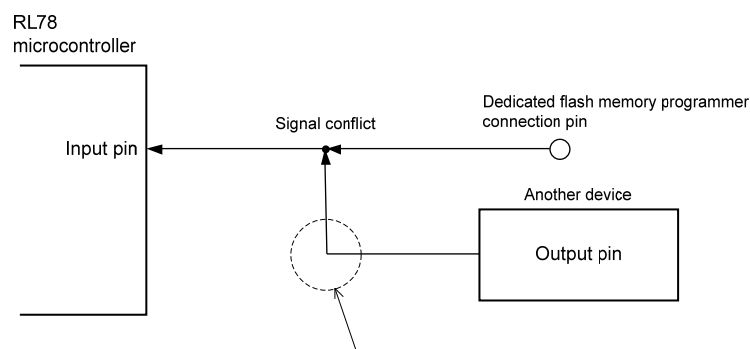 RL78
microcontroller
Dedicated flash memory programmer
connection pin
Signal conflict
Input pin
Another device
Output pin